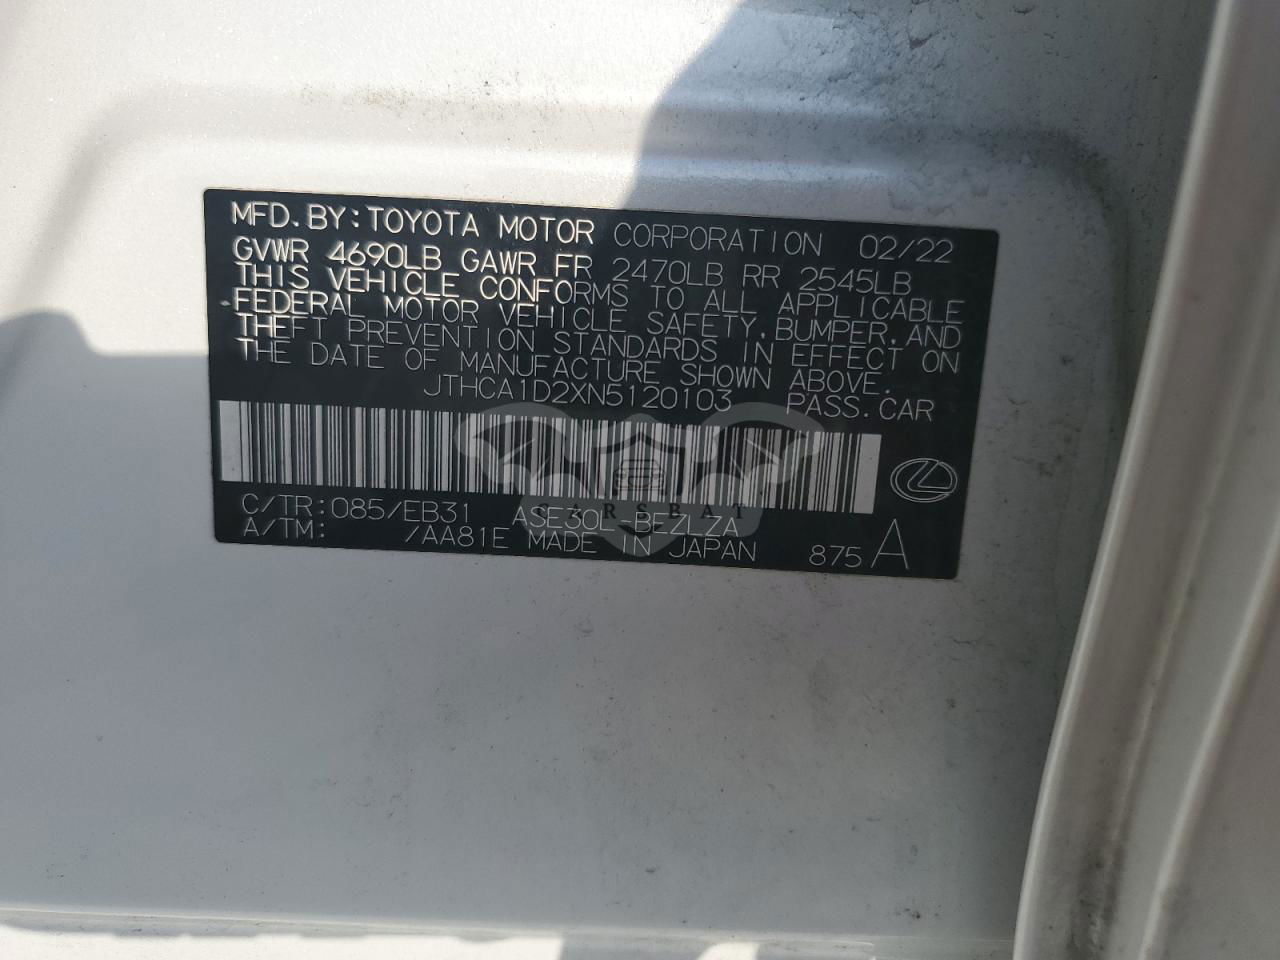 MFD.BY:TOYOTA MOTOR CORPORATION 02/22
GVWR 4690LB GAWR FR 2470LB RR 2545LB
THIS VEHICLE CONFORMS TO ALL APPLICABLE
FEDERAL MOTOR VEHICLE SAFETY, BUMPER, AND
THEFT PREVENTION STANDARDS IN EFFECT ON
THE DATE OF MANUFACTURE SHOWN ABOVE.
JTHCA1D2XN5120103 PASS.CAR
CARSBAT
C/TR:085/EB31 ASE30L-BEZLZA
A/TM: /AA81E MADE IN JAPAN 875 A